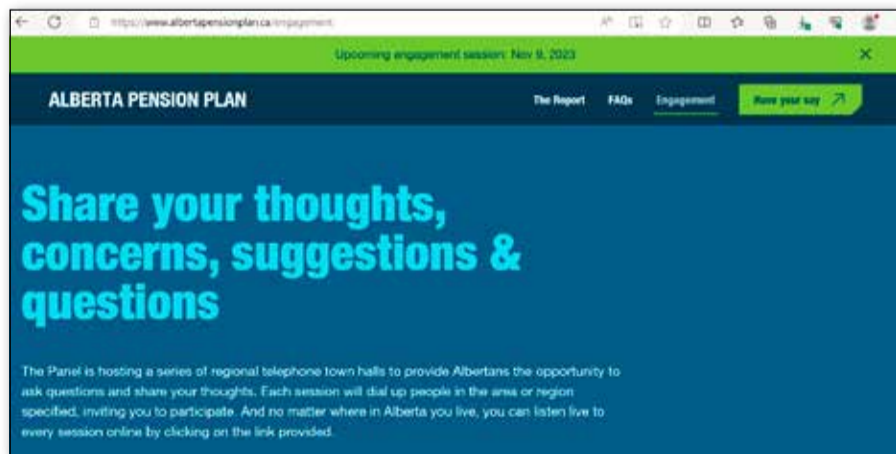 https://www.albertapensionplan.ca/engagement
Upcoming engagement session: Nov 9, 2023
ALBERTA PENSION PLAN
The Report FAQs Engagement Have your say
Share your thoughts,
concerns, suggestions &
questions
The Panel is hosting a series of regional telephone town halls to provide Albertans the opportunity to
ask questions and share your thoughts. Each session will dial up people in the area or region
specified, inviting you to participate. And no matter where in Alberta you live, you can listen live to
every session online by clicking on the link provided.